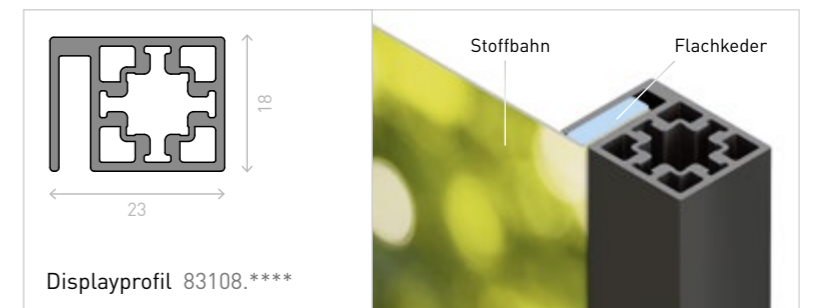 18
23
Displayprofil 83108.****
Stoffbahn
Flachkeder